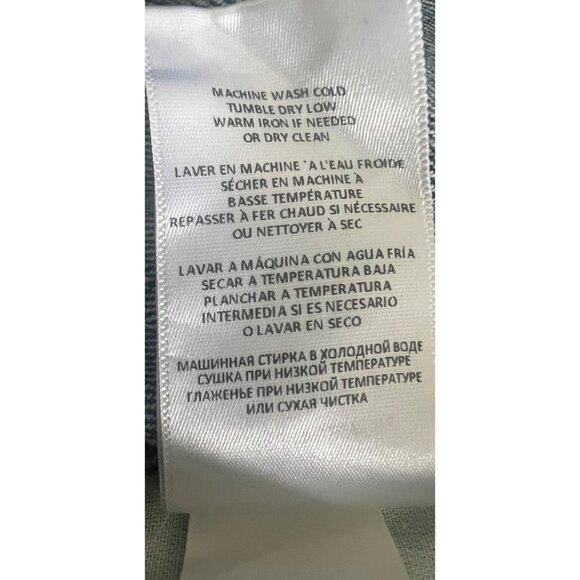 MACHINE WASH COLD
TUMBLE DRY LOW
WARM IRON IF NEEDED
OR DRY CLEAN
LAVER EN MACHINE `A L'EAU FROIDE
SÉCHER EN MACHINE À
BASSE TEMPÉRATURE
REPASSER À FER CHAUD SI NÉCESSAIRE
OU NETTOYER À SEC
LAVAR A MÁQUINA CON AGUA FRÍA
SECAR A TEMPERATURA BAJA
PLANCHAR A TEMPERATURA
INTERMEDIA SI ES NECESARIO
O LAVAR EN SECO
МАШИННАЯ СТИРКА В ХОЛОДНОЙ ВОДЕ
СУШКА ПРИ НИЗКОЙ ТЕМПЕРАТУРЕ
ГЛАЖЕНЬЕ ПРИ НИЗКОЙ ТЕМПЕРАТУРЕ
ИЛИ СУХАЯ ЧИСТКА